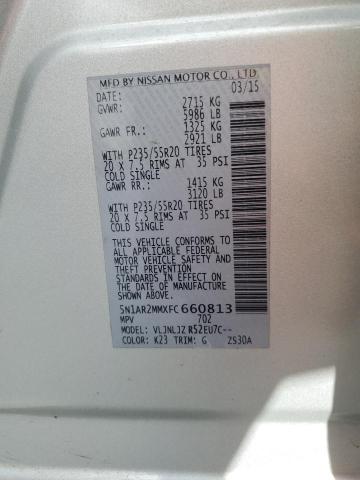 MFD BY NISSAN MOTOR CO., LTD
DATE: 03/15
GVWR: 2715 KG
5986 LB
GAWR FR.: 1325 KG
2921 LB
WITH P235/55R20 TIRES
20 X 7.5 RIMS AT 35 PSI
COLD SINGLE
GAWR RR.: 1415 KG
3120 LB
WITH P235/55R20 TIRES
20 X 7.5 RIMS AT 35 PSI
COLD SINGLE
THIS VEHICLE CONFORMS TO
ALL APPLICABLE FEDERAL
MOTOR VEHICLE SAFETY AND
THEFT PREVENTION
STANDARDS IN EFFECT ON THE
DATE OF MANUFACTURE SHOWN
ABOVE.
5N1AR2MMXFC660813
MPV 702
MODEL: VLJNLJZ R52EU7C--
COLOR: K23 TRIM: G ZS30A